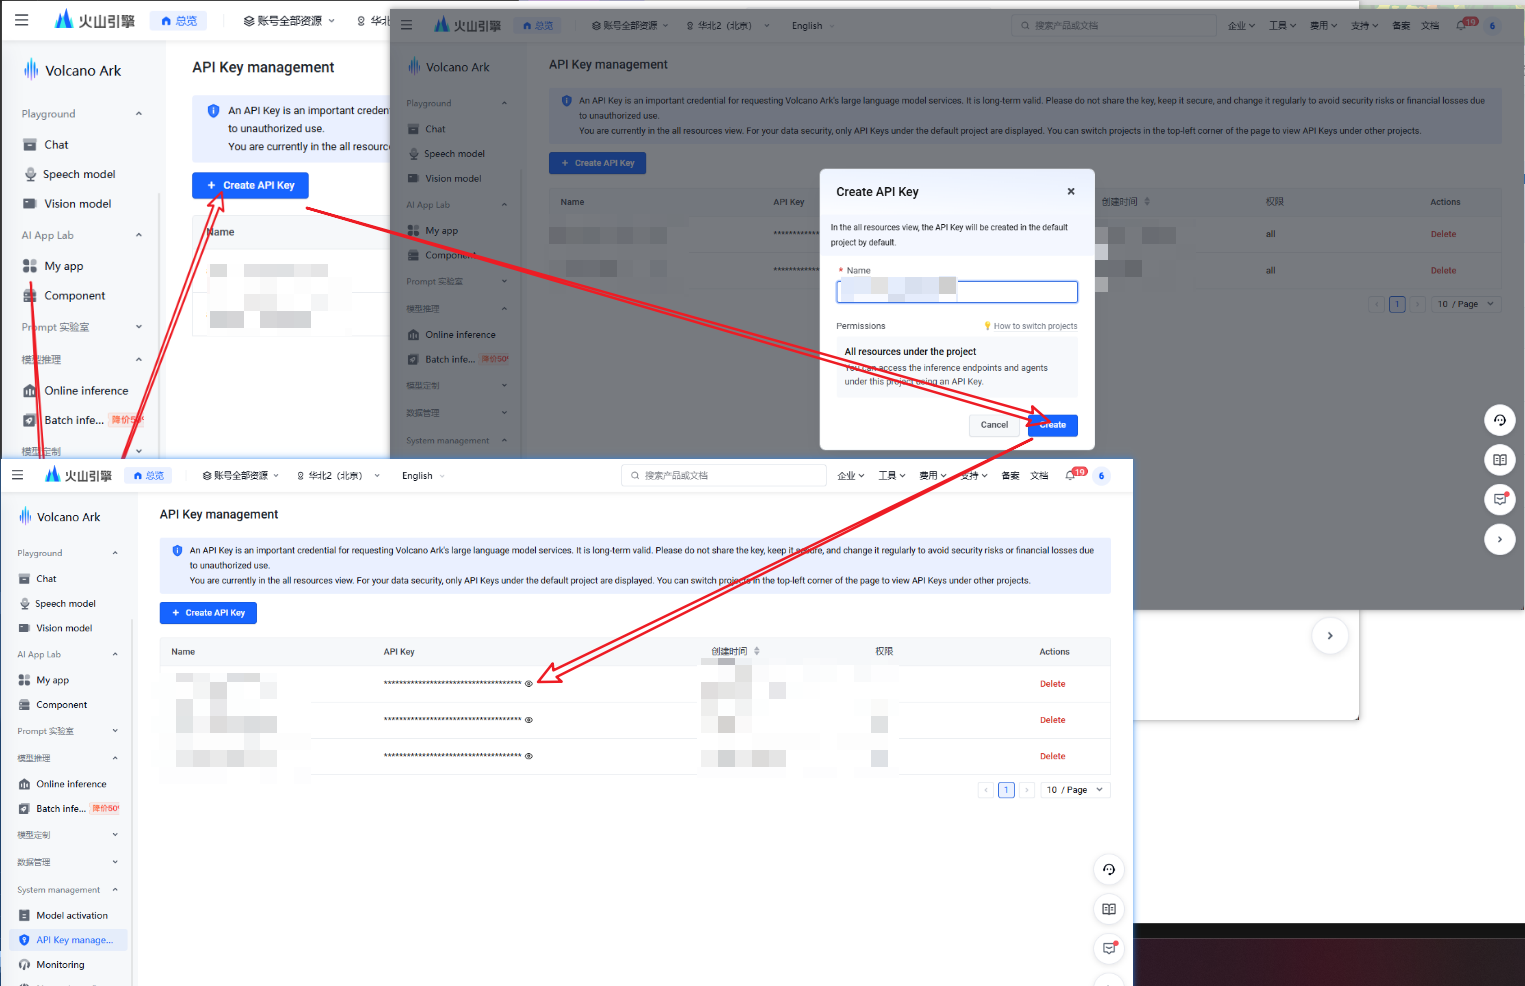 火山引擎
总览
账号全部资源
华北
Volcano Ark
Playground
Chat
Speech model
Vision model
AI App Lab
My app
Component
Prompt 实验室
模型推理
Online inference
Batch infe...
模型定制
API Key management
An API Key is an important creden
to unauthorized use.
You are currently in the all resourc
+ Create API Key
Name
火山引擎
总览
账号全部资源
华北2（北京）
English
搜索产品或文档
企业
工具
费用
支持
备案
文档
19
6
Volcano Ark
Playground
Chat
Speech model
Vision model
AI App Lab
My app
Component
Prompt 实验室
模型推理
Online inference
Batch infe... 降价50%
模型定制
数据管理
System management
API Key management
An API Key is an important credential for requesting Volcano Ark's large language model services. It is long-term valid. Please do not share the key, keep it secure, and change it regularly to avoid security risks or financial losses due
to unauthorized use.
You are currently in the all resources view. For your data security, only API Keys under the default project are displayed. You can switch projects in the top-left corner of the page to view API Keys under other projects.
+ Create API Key
Name
API Key
创建时间
权限
Actions
************
all
Delete
************
all
Delete
1
10 / Page
Create API Key
In the all resources view, the API Key will be created in the default
project by default.
* Name
Permissions
How to switch projects
All resources under the project
You can access the inference endpoints and agents
under this project using an API Key.
Cancel
Create
火山引擎
总览
账号全部资源
华北2（北京）
English
搜索产品或文档
企业
工具
费用
支持
备案
文档
19
6
Volcano Ark
Playground
Chat
Speech model
Vision model
AI App Lab
My app
Component
Prompt 实验室
模型推理
Online inference
Batch infe... 降价50%
模型定制
数据管理
System management
Model activation
API Key manage...
Monitoring
API Key management
An API Key is an important credential for requesting Volcano Ark's large language model services. It is long-term valid. Please do not share the key, keep it secure, and change it regularly to avoid security risks or financial losses due
to unauthorized use.
You are currently in the all resources view. For your data security, only API Keys under the default project are displayed. You can switch projects in the top-left corner of the page to view API Keys under other projects.
+ Create API Key
Name
API Key
创建时间
权限
Actions
************************************
Delete
************************************
Delete
************************************
Delete
1
10 / Page